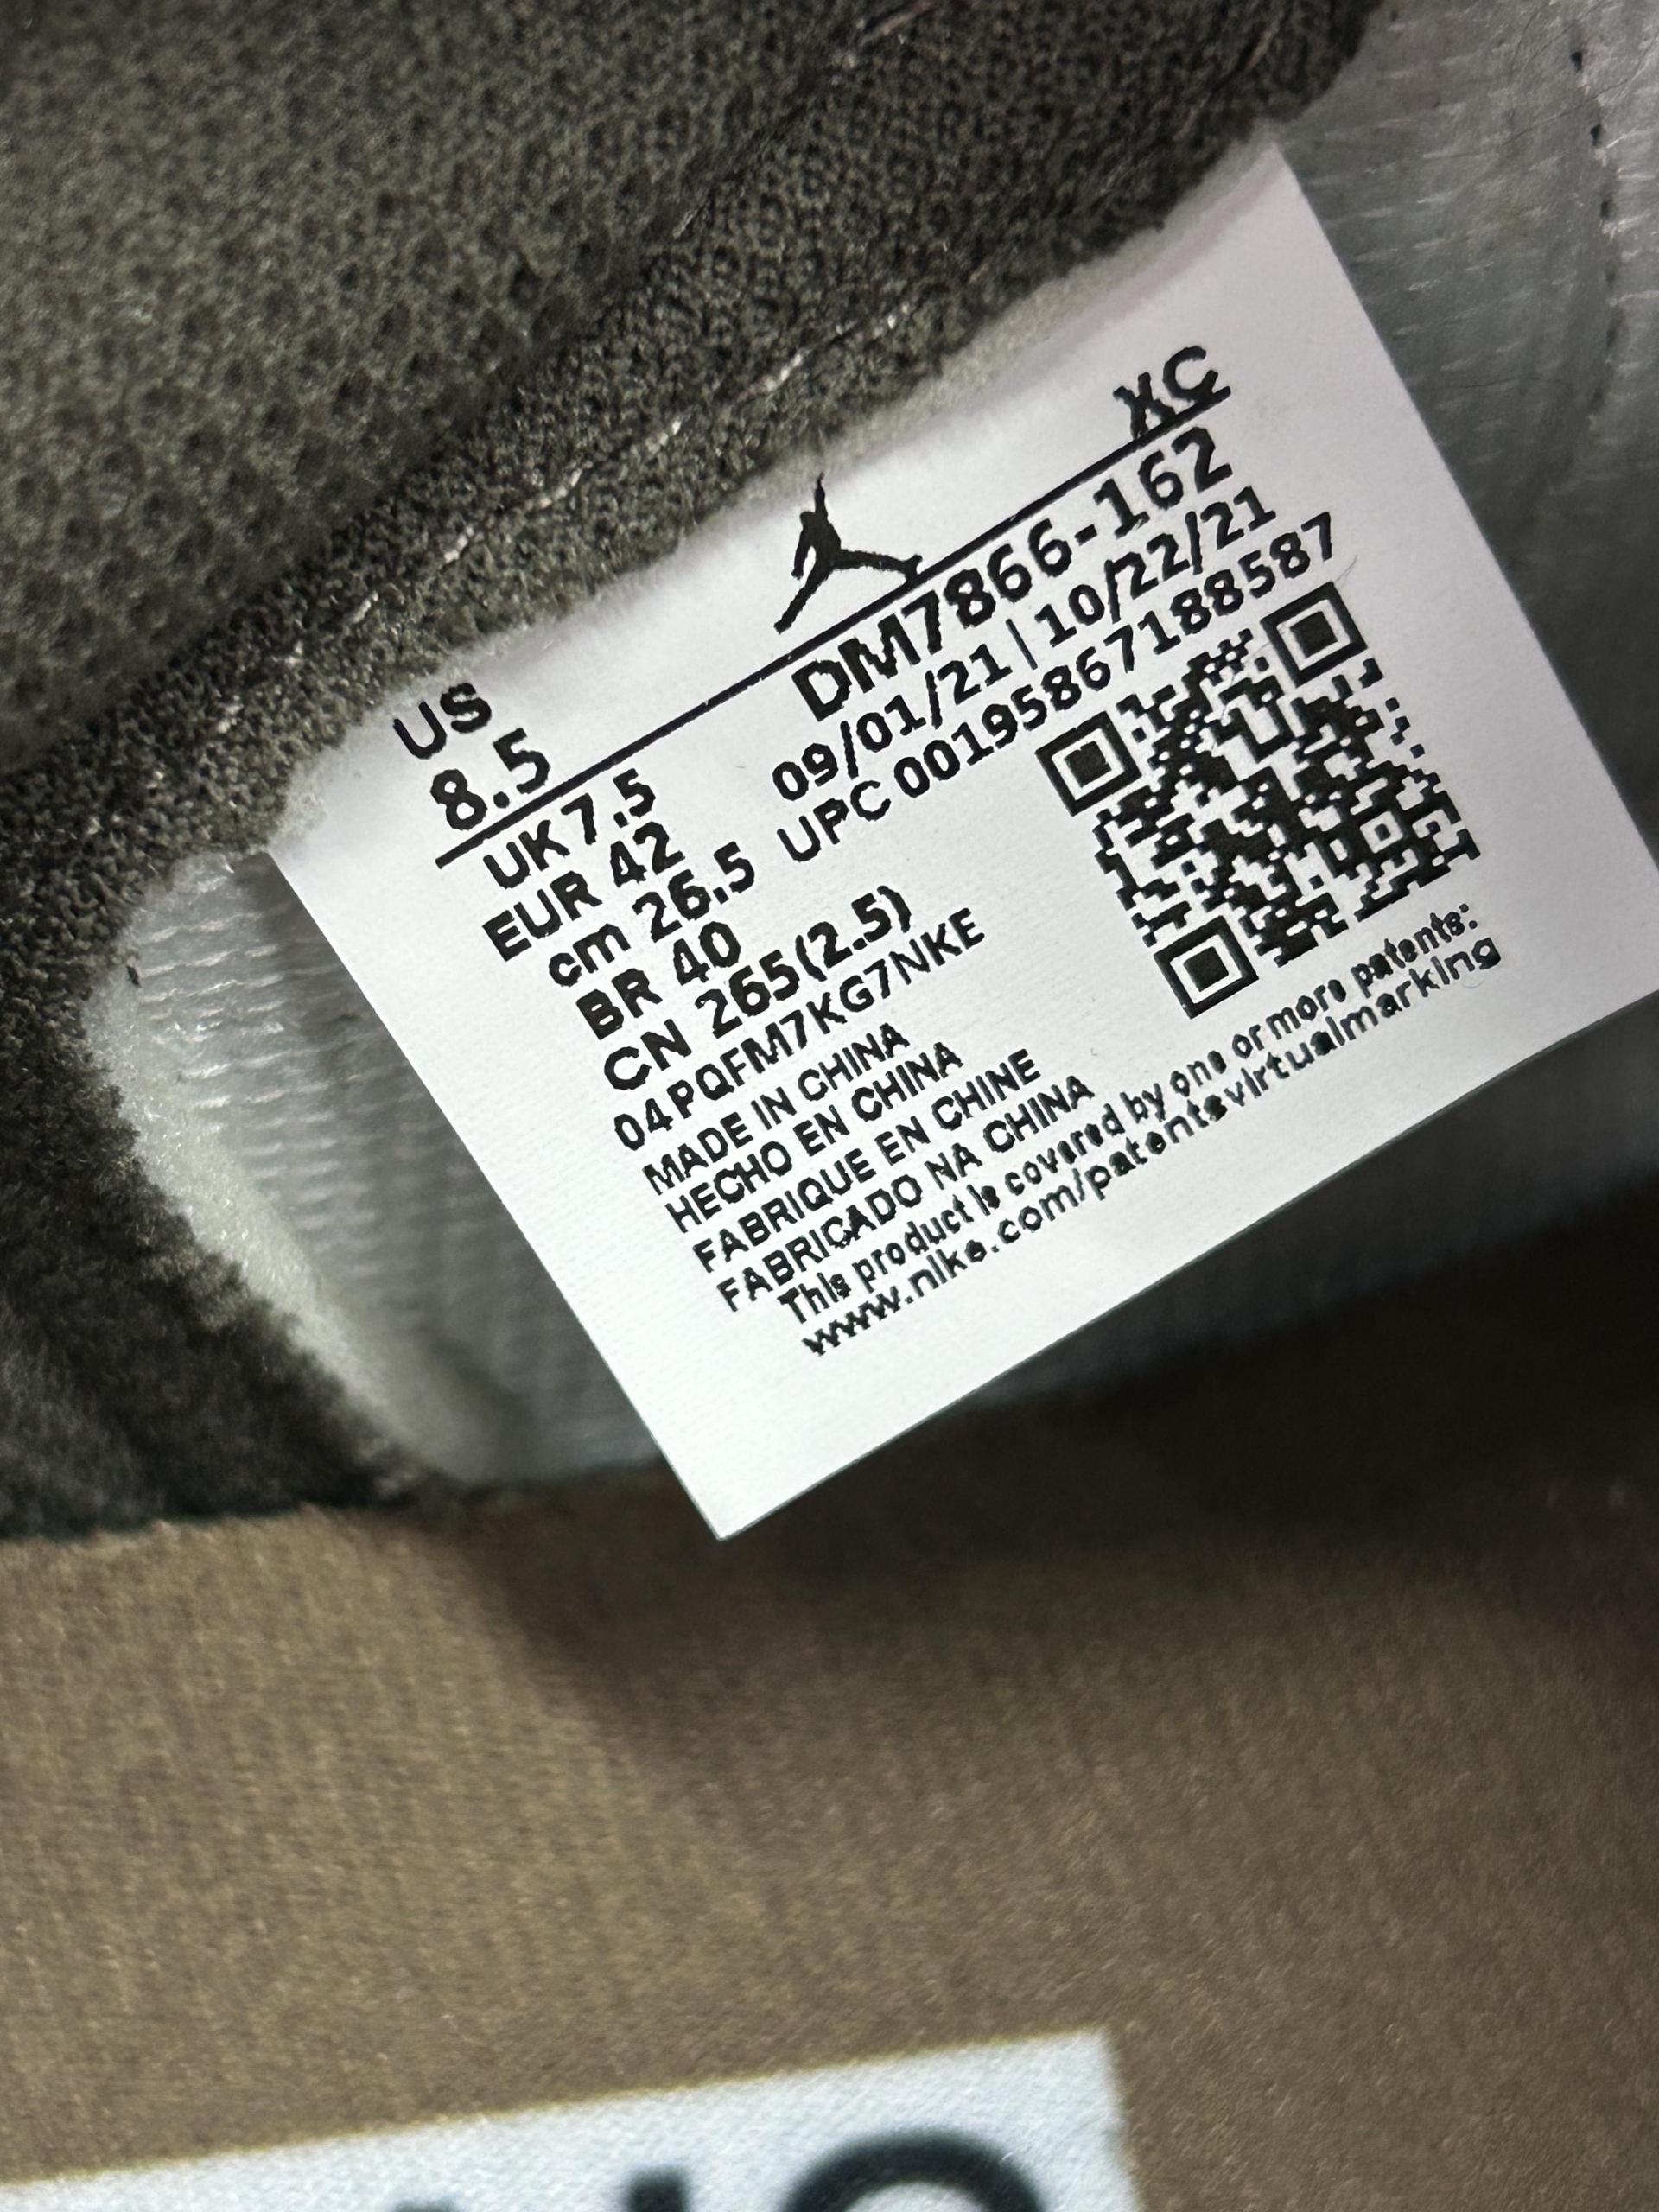 XC
US
8.5
DM7866-162
UK 7.5
09/01/21 | 10/22/21
EUR 42
UPC 00195867188587
cm 26.5
BR 40
CN 265(2.5)
04PQFM7KG7NKE
MADE IN CHINA
HECHO EN CHINA
FABRIQUE EN CHINE
FABRICADO NA CHINA
This product is covered by one or more patents:
www.nike.com/patentsvirtualmarking